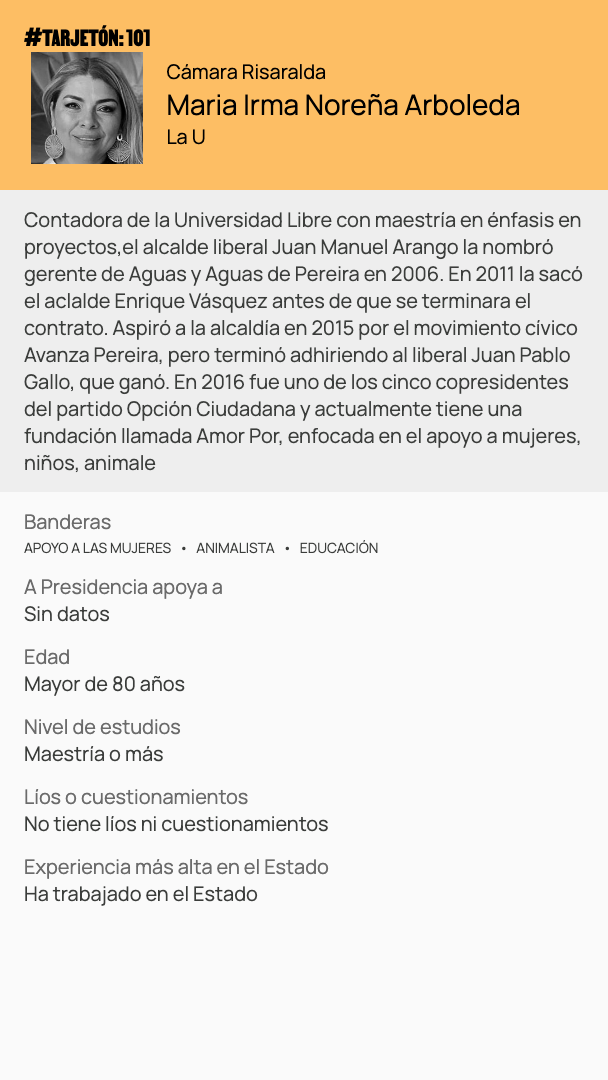 #TARJETÓN: 101
Cámara Risaralda
Maria Irma Noreña Arboleda
La U
Contadora de la Universidad Libre con maestría en énfasis en
proyectos,el alcalde liberal Juan Manuel Arango la nombró
gerente de Aguas y Aguas de Pereira en 2006. En 2011 la sacó
el aclalde Enrique Vásquez antes de que se terminara el
contrato. Aspiró a la alcaldía en 2015 por el movimiento cívico
Avanza Pereira, pero terminó adhiriendo al liberal Juan Pablo
Gallo, que ganó. En 2016 fue uno de los cinco copresidentes
del partido Opción Ciudadana y actualmente tiene una
fundación llamada Amor Por, enfocada en el apoyo a mujeres,
niños, animale
Banderas
APOYO A LAS MUJERES • ANIMALISTA • EDUCACIÓN
A Presidencia apoya a
Sin datos
Edad
Mayor de 80 años
Nivel de estudios
Maestría o más
Líos o cuestionamientos
No tiene líos ni cuestionamientos
Experiencia más alta en el Estado
Ha trabajado en el Estado